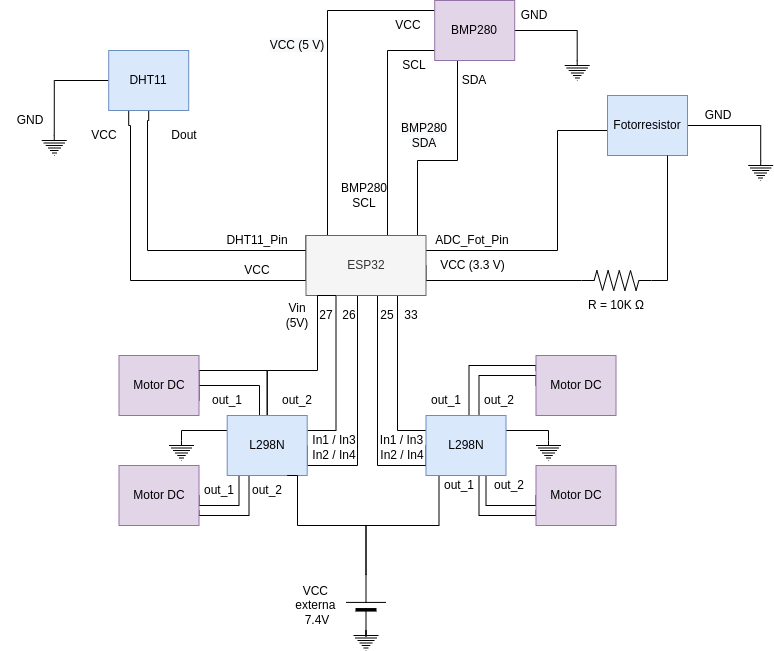 BMP280
VCC
GND
VCC (5 V)
SCL
SDA
DHT11
GND
VCC
Dout
BMP280
SDA
Fotorresistor
GND
BMP280
SCL
DHT11_Pin
ADC_Fot_Pin
VCC
ESP32
VCC (3.3 V)
R = 10K Ω
Vin
(5V)
27
26
25
33
Motor DC
out_1
out_2
out_1
out_2
Motor DC
L298N
In1 / In3
In2 / In4
In1 / In3
In2 / In4
L298N
Motor DC
out_1
out_2
out_1
out_2
Motor DC
VCC
externa
7.4V